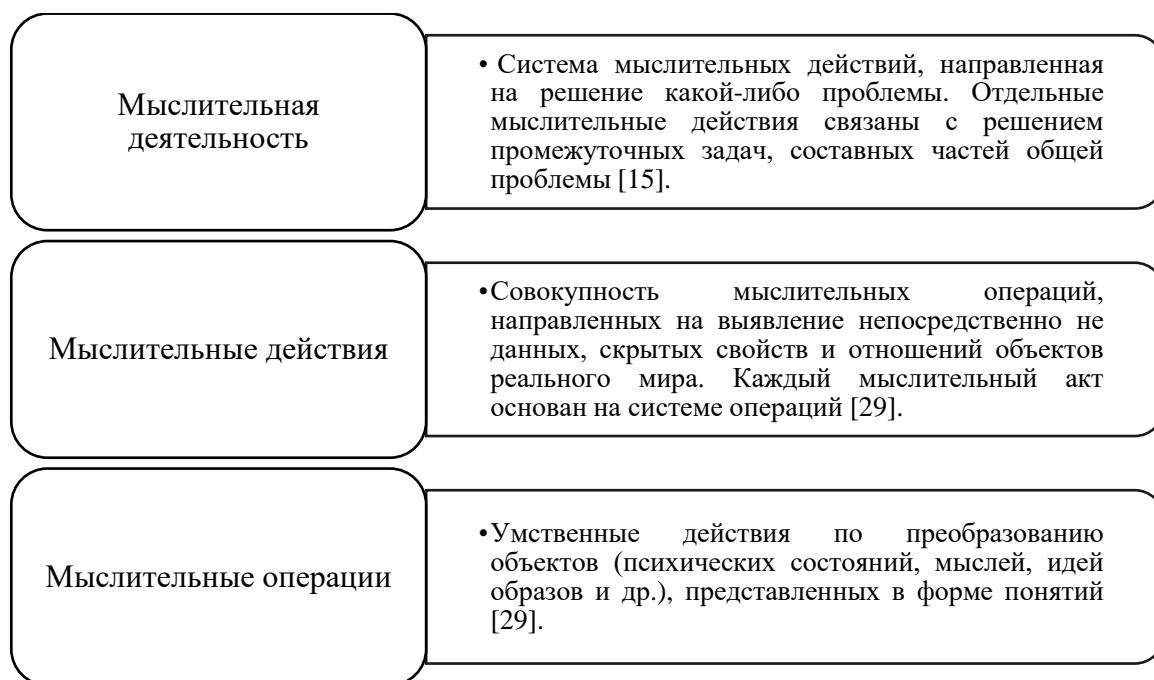 Мыслительная
деятельность
• Система мыслительных действий, направленная
на решение какой-либо проблемы. Отдельные
мыслительные действия связаны с решением
промежуточных задач, составных частей общей
проблемы [15].
Мыслительные действия
•Совокупность мыслительных операций,
направленных на выявление непосредственно не
данных, скрытых свойств и отношений объектов
реального мира. Каждый мыслительный акт
основан на системе операций [29].
Мыслительные операции
•Умственные действия по преобразованию
объектов (психических состояний, мыслей, идей
образов и др.), представленных в форме понятий
[29].